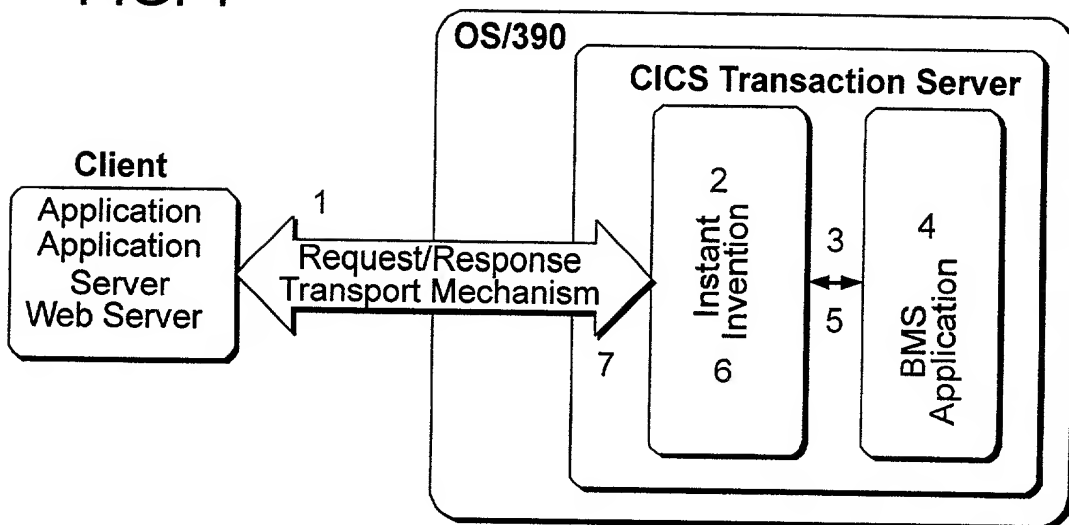 OS/390
CICS Transaction Server
Client
Application
Application
Server
Web Server
1
Request/Response
Transport Mechanism
7
2
Instant
Invention
6
3
5
4
BMS
Application